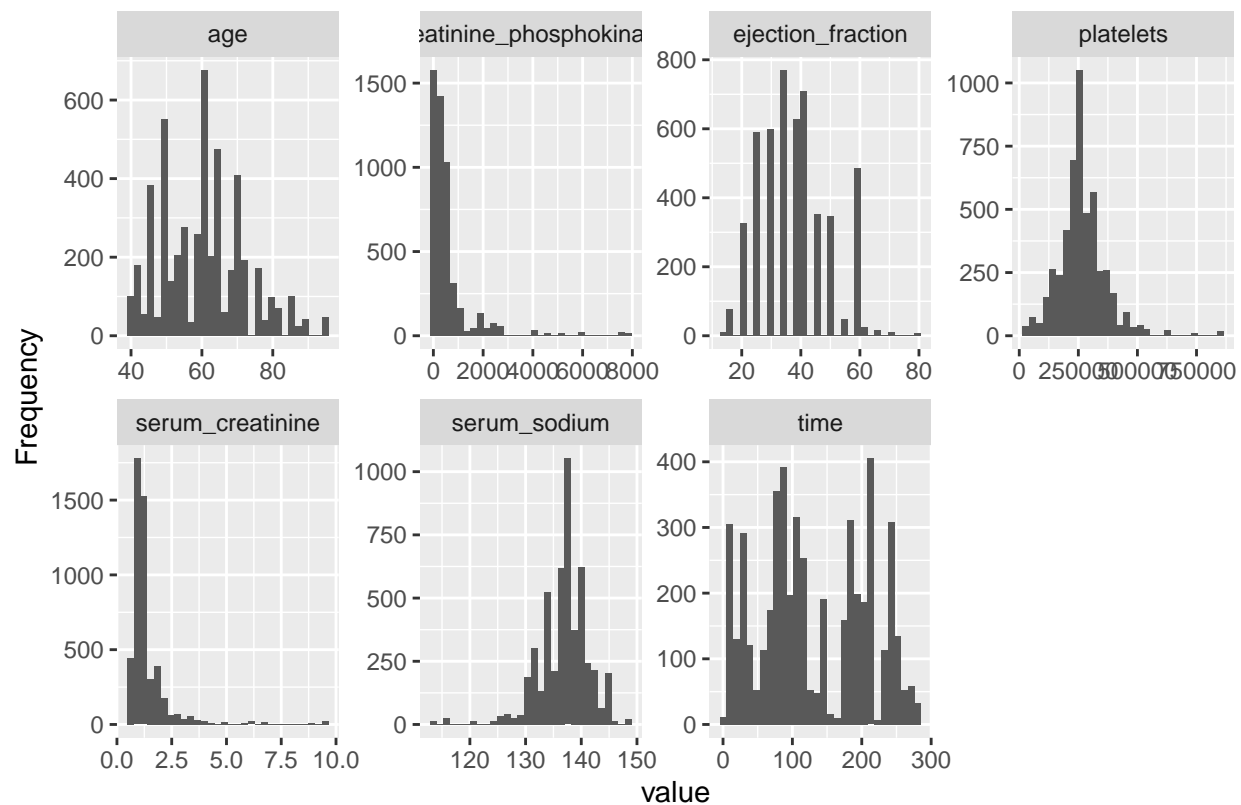 age
eatinine_phosphokina
ejection_fraction
platelets
600
400
200
0
1500
1000
500
0
800
600
400
200
0
1000
750
500
250
0
40 60 80
0 2000 4000 6000 8000
20 40 60 80
0 250000 500000 750000
serum_creatinine
serum_sodium
time
1500
1000
500
0
1000
750
500
250
0
400
300
200
100
0
0.0 2.5 5.0 7.5 10.0
120 130 140 150
0 100 200 300
Frequency
value